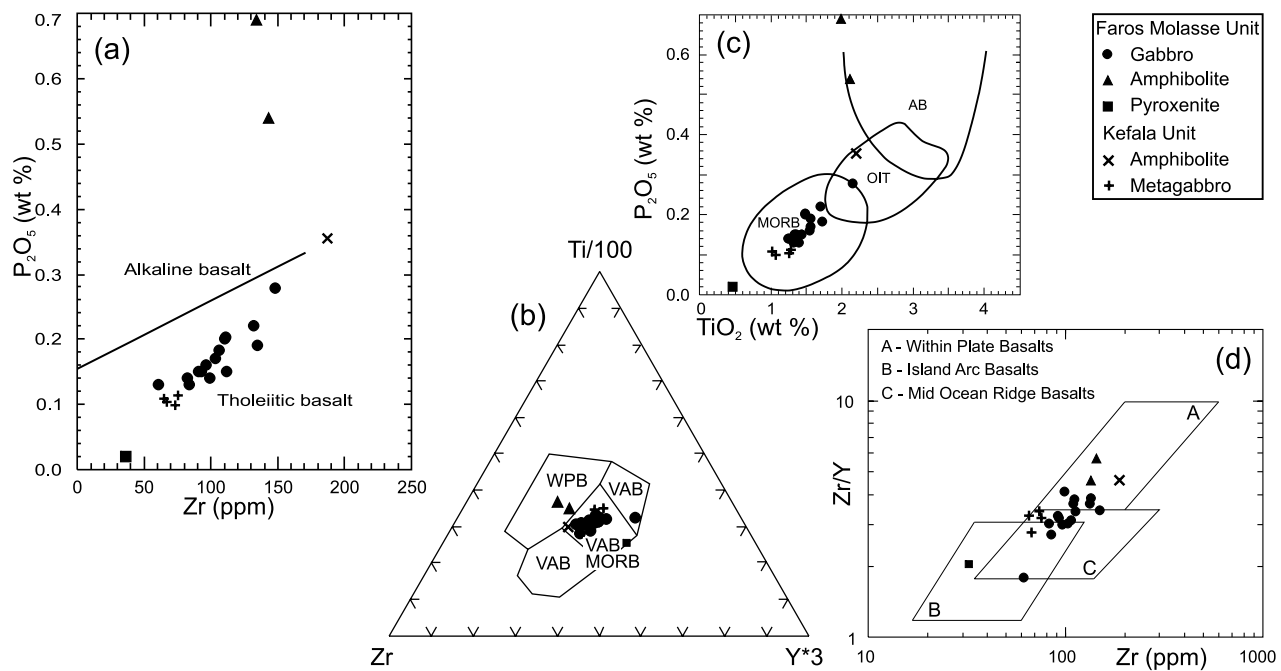 (a)
0.7
0.6
0.5
0.4
0.3
0.2
0.1
0.0
P₂O₅ (wt %)
Alkaline basalt
Tholeiitic basalt
0 50 100 150 200 250
Zr (ppm)
(b)
Ti/100
WPB
VAB
VAB
MORB
VAB
Zr
Y*3
(c)
0.6
0.4
0.2
0.0
P₂O₅ (wt %)
AB
OIT
MORB
0 1 2 3 4
TiO₂ (wt %)
Faros Molasse Unit
Gabbro
Amphibolite
Pyroxenite
Kefala Unit
Amphibolite
Metagabbro
(d)
A - Within Plate Basalts
B - Island Arc Basalts
C - Mid Ocean Ridge Basalts
10
1
Zr/Y
A
B
C
10 100 1000
Zr (ppm)